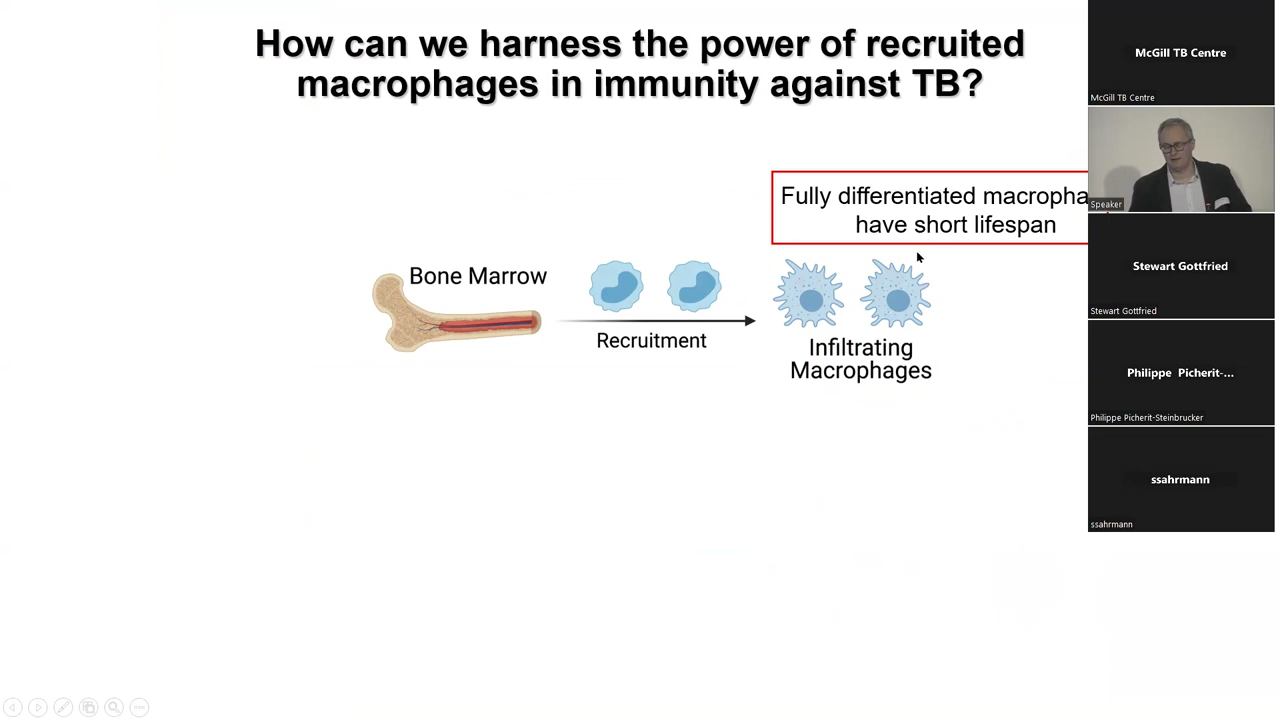 How can we harness the power of recruited
macrophages in immunity against TB?
Fully differentiated macropha
have short lifespan
Bone Marrow
Recruitment
Infiltrating
Macrophages
McGill TB Centre
McGill TB Centre
Speaker
Stewart Gottfried
Stewart Gottfried
Philippe Picherit-...
Philippe Picherit-Steinbrucker
ssahrmann
ssahrmann